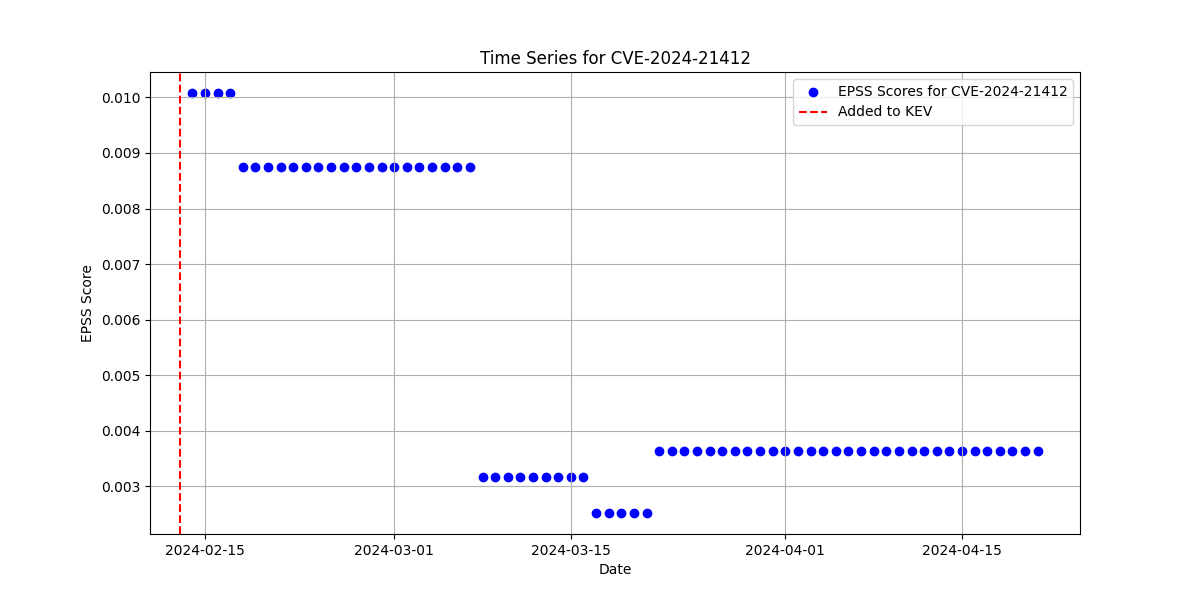 Time Series for CVE-2024-21412
EPSS Scores for CVE-2024-21412
Added to KEV
EPSS Score
0.010
0.009
0.008
0.007
0.006
0.005
0.004
0.003
2024-02-15
2024-03-01
2024-03-15
2024-04-01
2024-04-15
Date